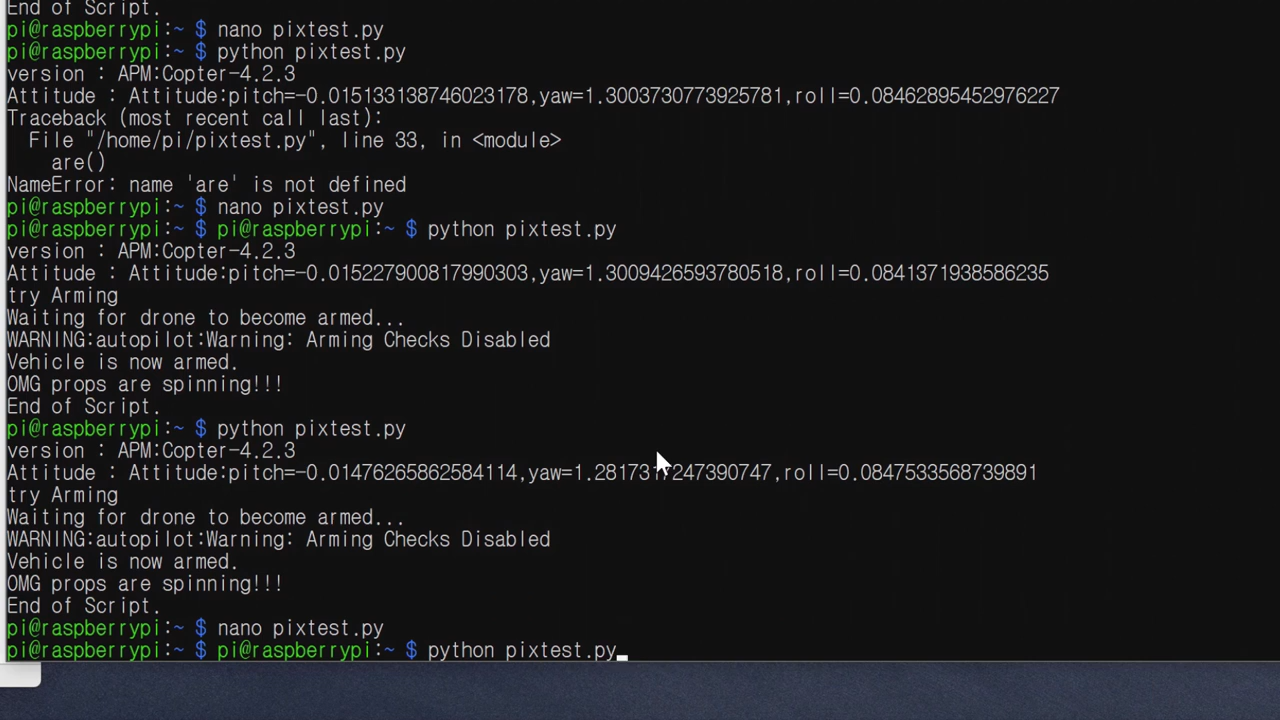 End of Script.
pi@raspberrypi:~ $ nano pixtest.py
pi@raspberrypi:~ $ python pixtest.py
version : APM:Copter-4.2.3
Attitude : Attitude:pitch=-0.015133138746023178,yaw=1.3003730773925781,roll=0.08462895452976227
Traceback (most recent call last):
  File "/home/pi/pixtest.py", line 33, in <module>
    are()
NameError: name 'are' is not defined
pi@raspberrypi:~ $ nano pixtest.py
pi@raspberrypi:~ $ pi@raspberrypi:~ $ python pixtest.py
version : APM:Copter-4.2.3
Attitude : Attitude:pitch=-0.015227900817990303,yaw=1.3009426593780518,roll=0.0841371938586235
try Arming
Waiting for drone to become armed...
WARNING:autopilot:Warning: Arming Checks Disabled
Vehicle is now armed.
OMG props are spinning!!!
End of Script.
pi@raspberrypi:~ $ python pixtest.py
version : APM:Copter-4.2.3
Attitude : Attitude:pitch=-0.01476265862584114,yaw=1.2817317247390747,roll=0.0847533568739891
try Arming
Waiting for drone to become armed...
WARNING:autopilot:Warning: Arming Checks Disabled
Vehicle is now armed.
OMG props are spinning!!!
End of Script.
pi@raspberrypi:~ $ nano pixtest.py
pi@raspberrypi:~ $ pi@raspberrypi:~ $ python pixtest.py